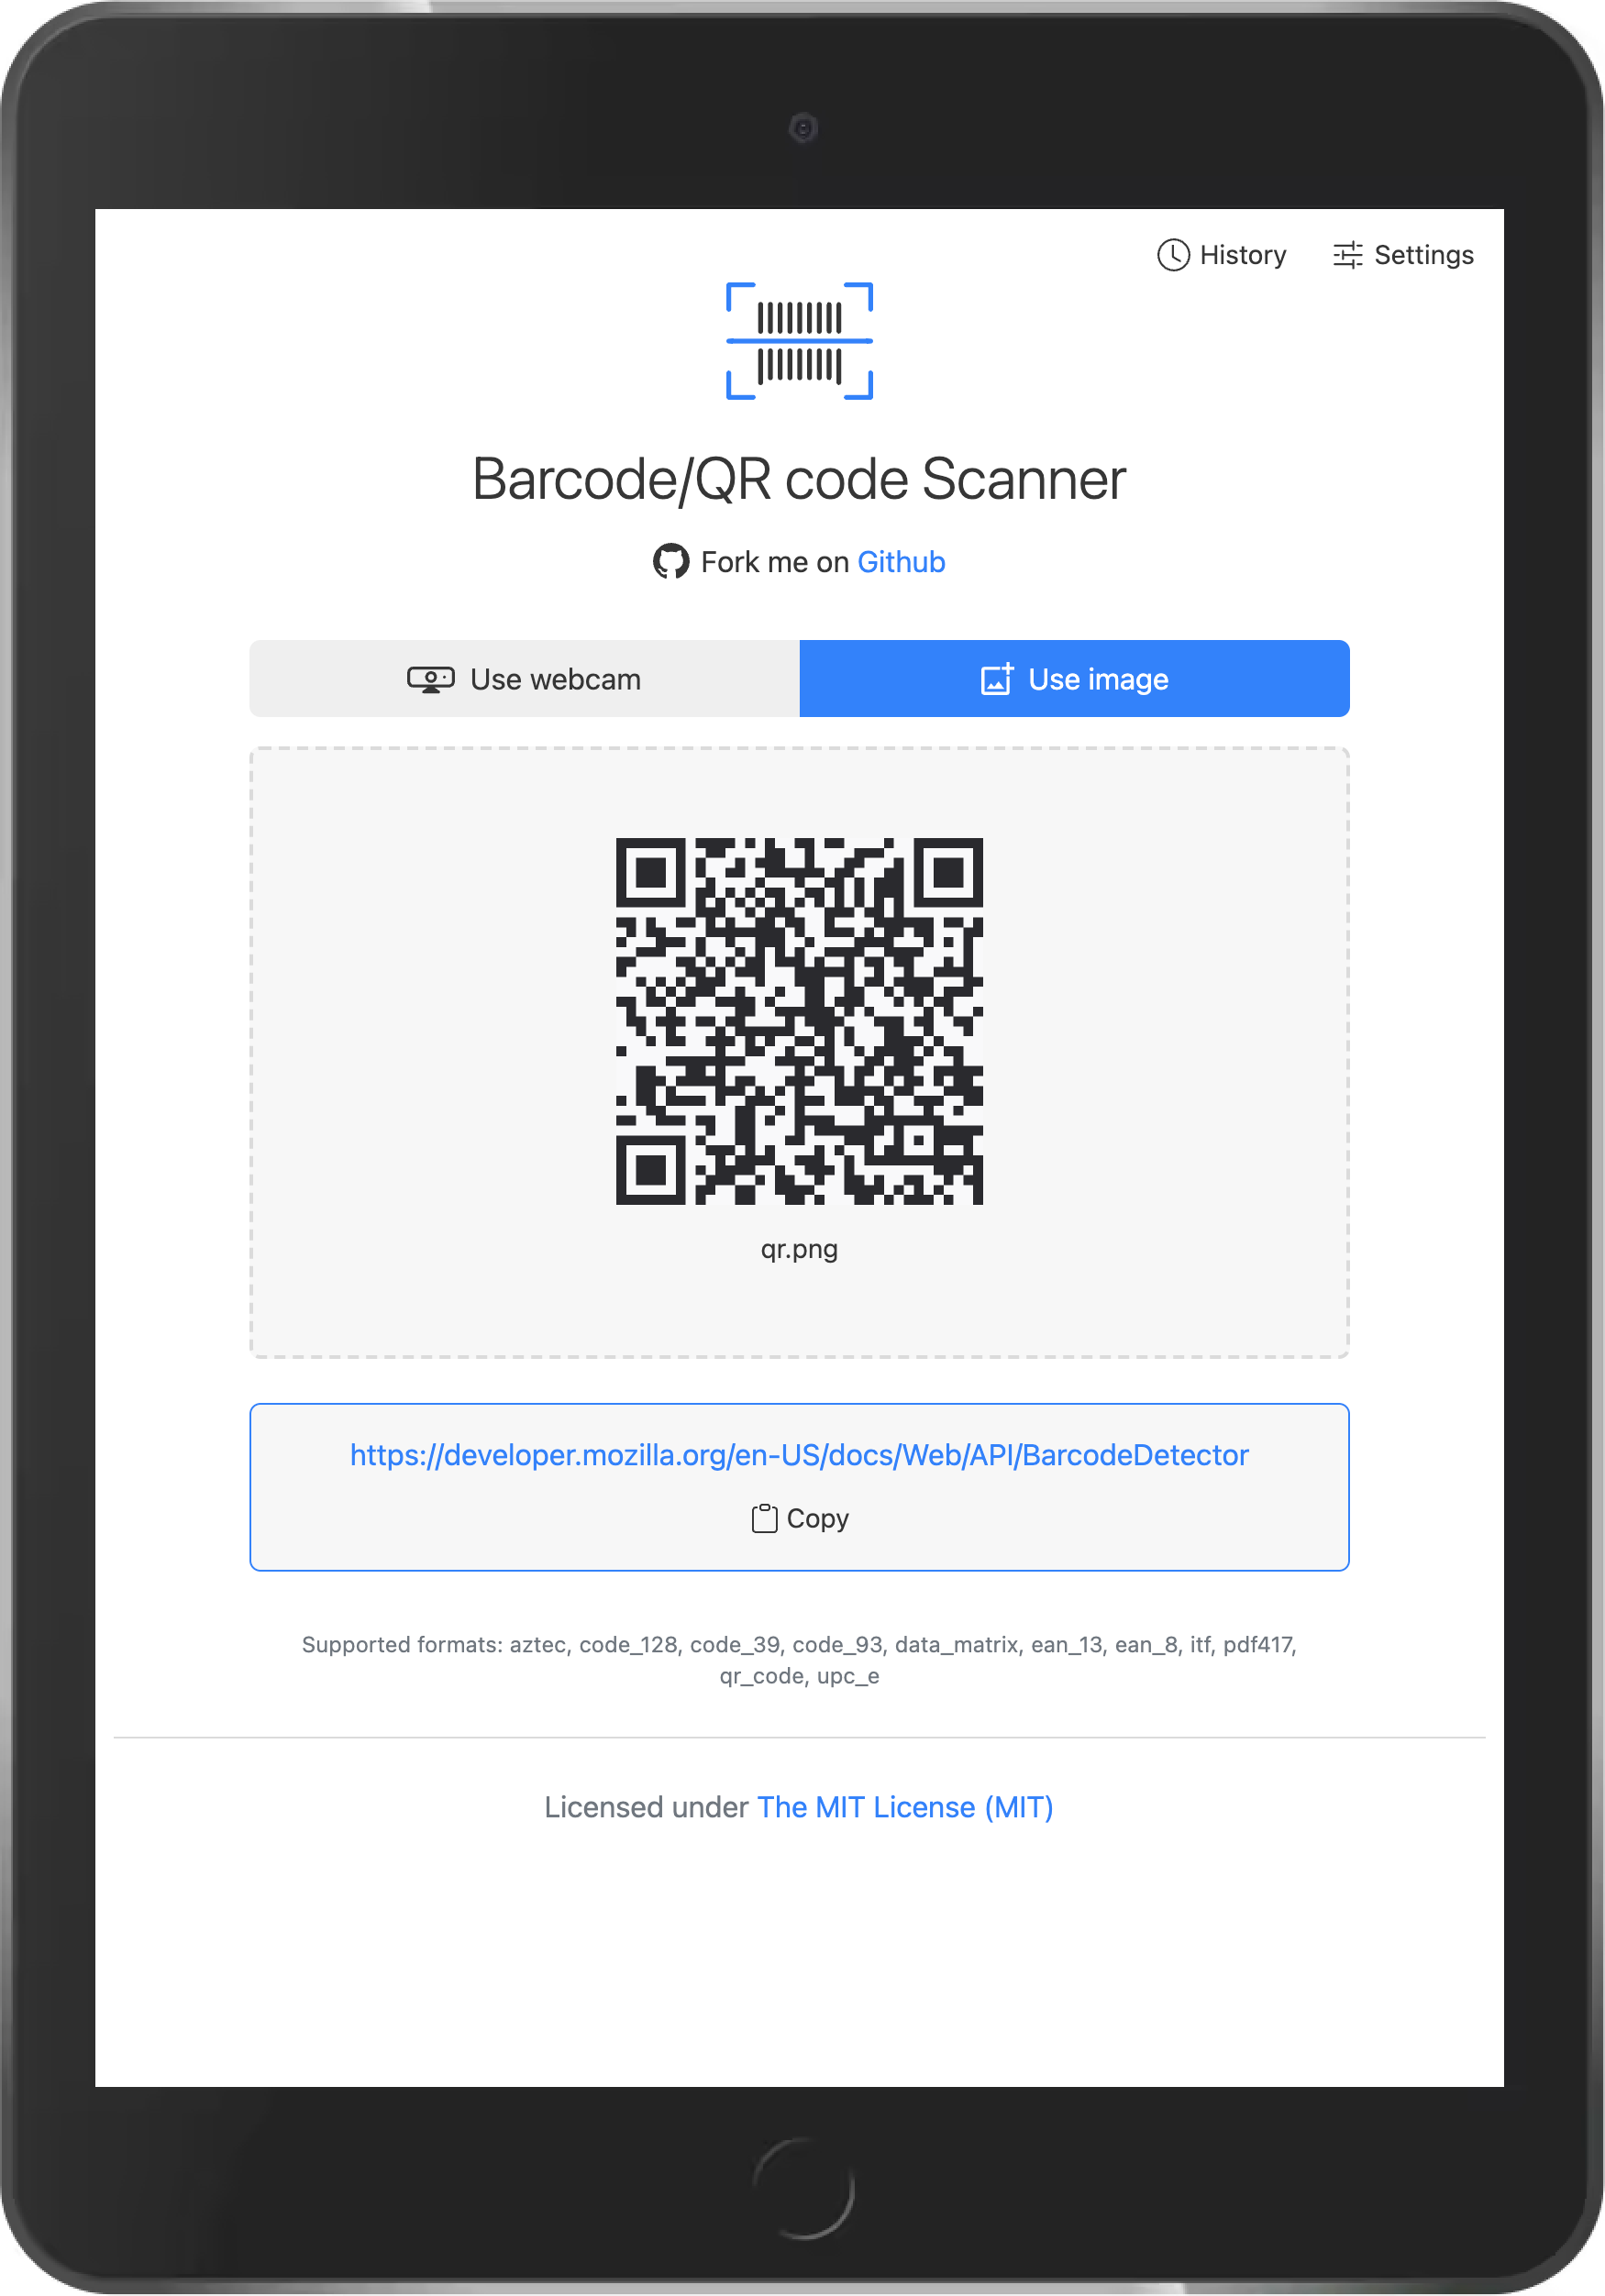 History
Settings
Barcode/QR code Scanner
Fork me on Github
Use webcam
Use image
qr.png
https://developer.mozilla.org/en-US/docs/Web/API/BarcodeDetector
Copy
Supported formats: aztec, code_128, code_39, code_93, data_matrix, ean_13, ean_8, itf, pdf417,
qr_code, upc_e
Licensed under The MIT License (MIT)